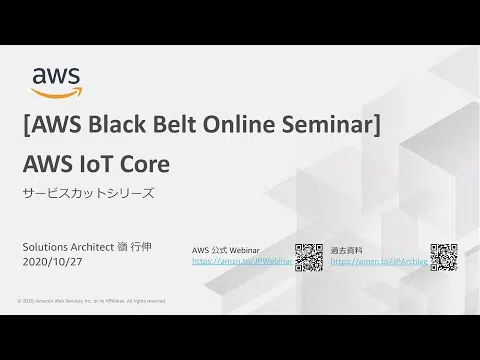 aws
[AWS Black Belt Online Seminar]
AWS IoT Core
サービスカットシリーズ
Solutions Architect 嶺 行伸
2020/10/27
AWS 公式 Webinar
https://amzn.to/JPWebinar
過去資料
https://amzn.to/JPArchive
© 2020, Amazon Web Services, Inc. or its Affiliates. All rights reserved.